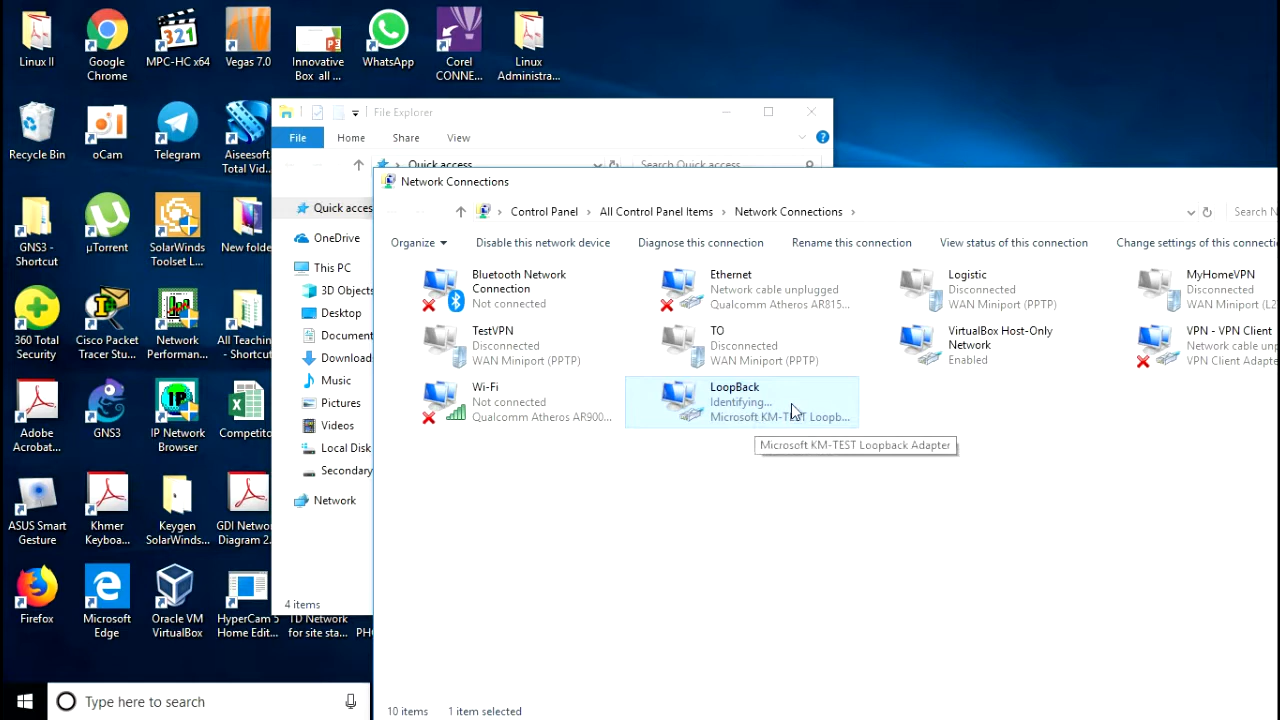 Linux II
Google
Chrome
MPC-HC x64
Vegas 7.0
Innovative
Box all ...
WhatsApp
Corel
CONNE...
Linux
Administra...
Recycle Bin
oCam
Telegram
Aiseesoft
Total Vid...
GNS3 -
Shortcut
µTorrent
SolarWinds
Toolset L...
New folde
360 Total
Security
Cisco Packet
Tracer Stu...
Network
Performan...
All Teachin
- Shortcut
Adobe
Acrobat...
GNS3
IP Network
Browser
Competito
ASUS Smart
Gesture
Khmer
Keyboa...
Keygen
SolarWinds...
GDI Netwo
Diagram 2.
Firefox
Microsoft
Edge
Oracle VM
VirtualBox
HyperCam 5
Home Edit...
TD Network
for site sta...
PH
File Explorer
File
Home
Share
View
Quick access
Search Quick access
Quick acces
OneDrive
This PC
3D Objects
Desktop
Document
Download
Music
Pictures
Videos
Local Disk
Secondary
Network
4 items
Network Connections
Control Panel
All Control Panel Items
Network Connections
Search N
Organize
Disable this network device
Diagnose this connection
Rename this connection
View status of this connection
Change settings of this connecti
Bluetooth Network
Connection
Not connected
Ethernet
Network cable unplugged
Qualcomm Atheros AR815...
Logistic
Disconnected
WAN Miniport (PPTP)
MyHomeVPN
Disconnected
WAN Miniport (L2
TestVPN
Disconnected
WAN Miniport (PPTP)
TO
Disconnected
WAN Miniport (PPTP)
VirtualBox Host-Only
Network
Enabled
VPN - VPN Client
Network cable unp
VPN Client Adapte
Wi-Fi
Not connected
Qualcomm Atheros AR900...
LoopBack
Identifying...
Microsoft KM-TEST Loopb...
Microsoft KM-TEST Loopback Adapter
10 items
1 item selected
Type here to search